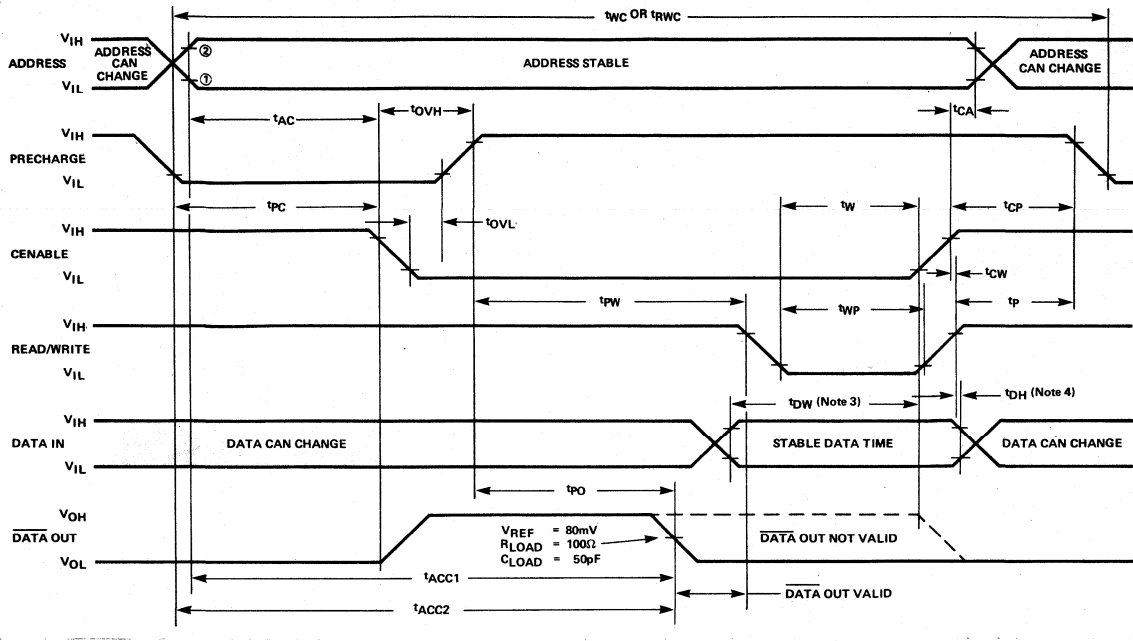 tWC OR tRWC
VIH
ADDRESS
VIL
ADDRESS
CAN
CHANGE
②
①
ADDRESS STABLE
ADDRESS
CAN CHANGE
tAC
tOVH
tCA
VIH
PRECHARGE
VIL
tPC
tOVL
tW
tCP
VIH
CENABLE
VIL
tCW
tPW
tWP
tP
VIH
READ/WRITE
VIL
tDW (Note 3)
tDH (Note 4)
VIH
DATA IN
VIL
DATA CAN CHANGE
STABLE DATA TIME
DATA CAN CHANGE
tPO
VOH
DATA OUT
VOL
VREF = 80mV
RLOAD = 100Ω
CLOAD = 50pF
DATA OUT NOT VALID
tACC1
DATA OUT VALID
tACC2